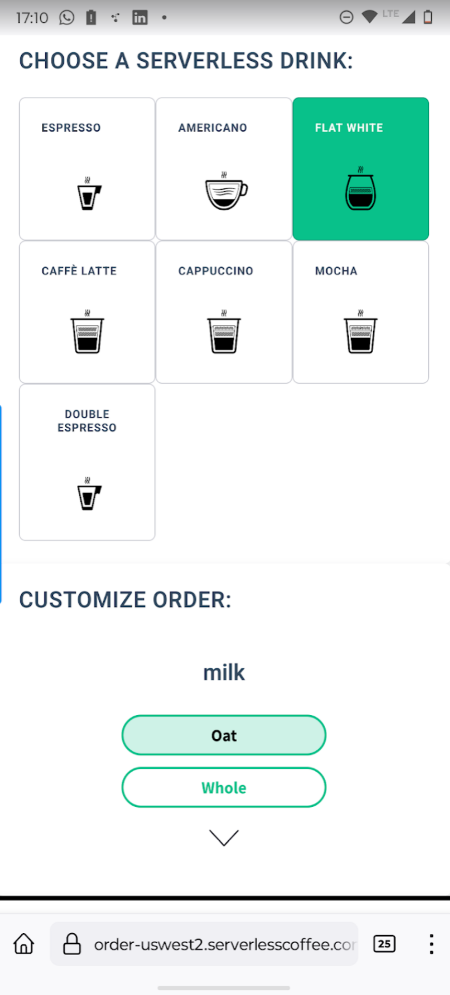 17:10
LTE
CHOOSE A SERVERLESS DRINK:
ESPRESSO
AMERICANO
FLAT WHITE
CAFFÈ LATTE
CAPPUCCINO
MOCHA
DOUBLE
ESPRESSO
CUSTOMIZE ORDER:
milk
Oat
Whole
order-uswest2.serverlesscoffee.com
25